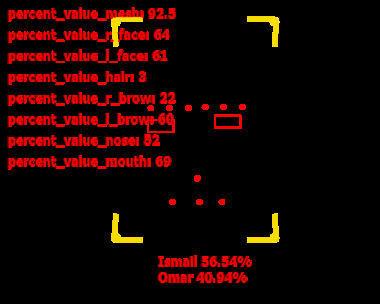 percent_value_mesh: 92.5
percent_value_r_face: 64
percent_value_l_face: 61
percent_value_hair: 3
percent_value_r_brow: 22
percent_value_l_brow: 60
percent_value_nose: 82
percent_value_mouth: 69
Ismail 56.54%
Omar 40.94%